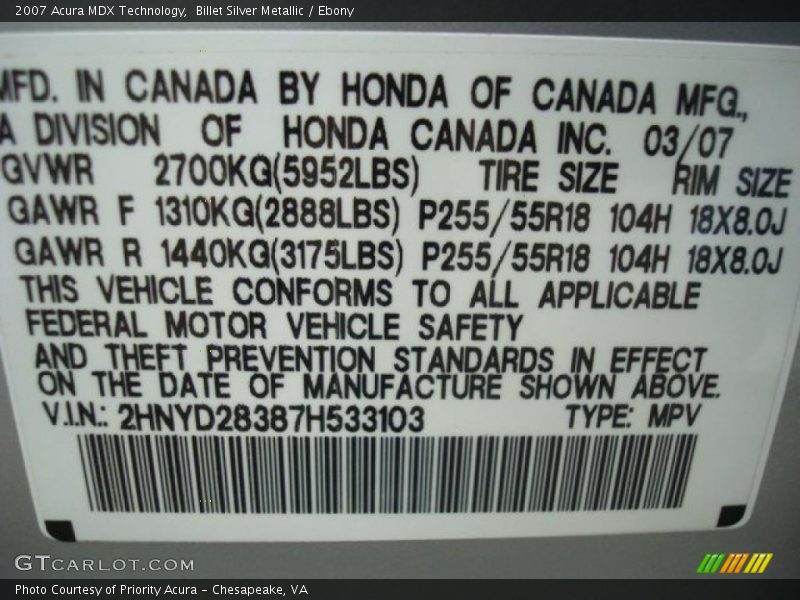 2007 Acura MDX Technology, Billet Silver Metallic / Ebony
MFD. IN CANADA BY HONDA OF CANADA MFG.,
A DIVISION OF HONDA CANADA INC. 03/07
GVWR 2700KG(5952LBS) TIRE SIZE RIM SIZE
GAWR F 1310KG(2888LBS) P255/55R18 104H 18X8.0J
GAWR R 1440KG(3175LBS) P255/55R18 104H 18X8.0J
THIS VEHICLE CONFORMS TO ALL APPLICABLE
FEDERAL MOTOR VEHICLE SAFETY
AND THEFT PREVENTION STANDARDS IN EFFECT
ON THE DATE OF MANUFACTURE SHOWN ABOVE.
V.I.N.: 2HNYD28387H533103 TYPE: MPV
GTCARLOT.COM
Photo Courtesy of Priority Acura - Chesapeake, VA